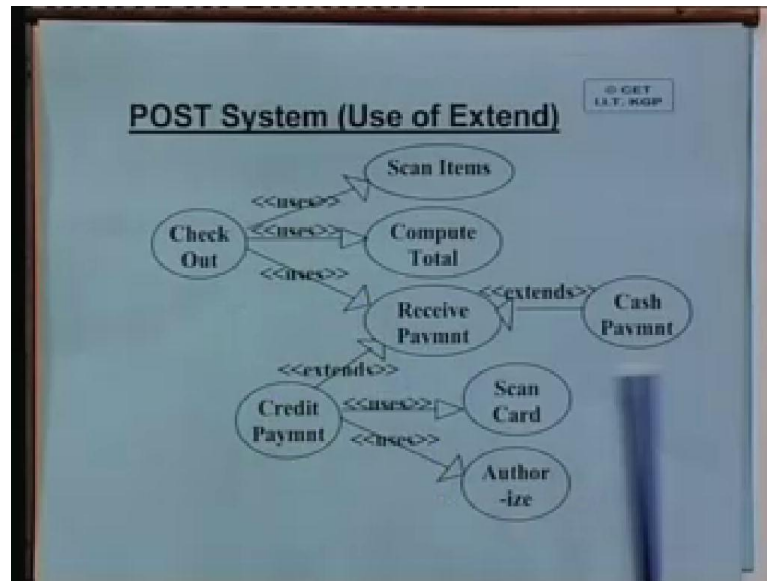 © CET
I.I.T. KGP
POST System (Use of Extend)
Scan Items
<<uses>>
Check
Out
<<uses>>
Compute
Total
<<uses>>
<<extends>>
Cash
Paymnt
Receive
Paymnt
<<extends>>
Scan
Card
Credit
Paymnt
<<uses>>
<<uses>>
Author
-ize